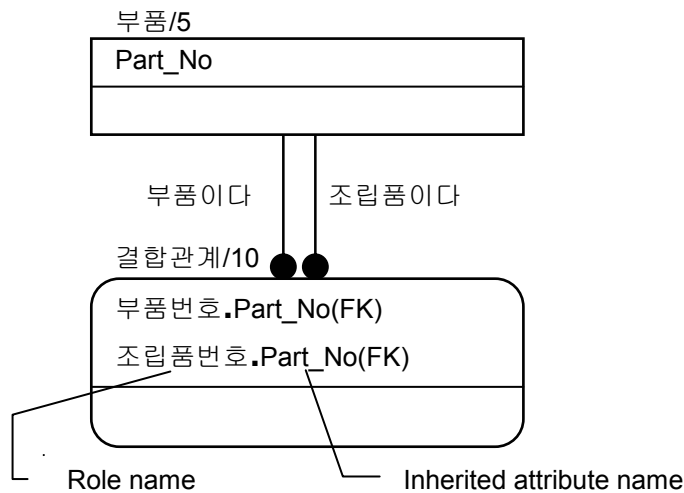 부품/5
Part_No
부품이다 조립품이다
결합관계/10
부품번호.Part_No(FK)
조립품번호.Part_No(FK)
Role name Inherited attribute name